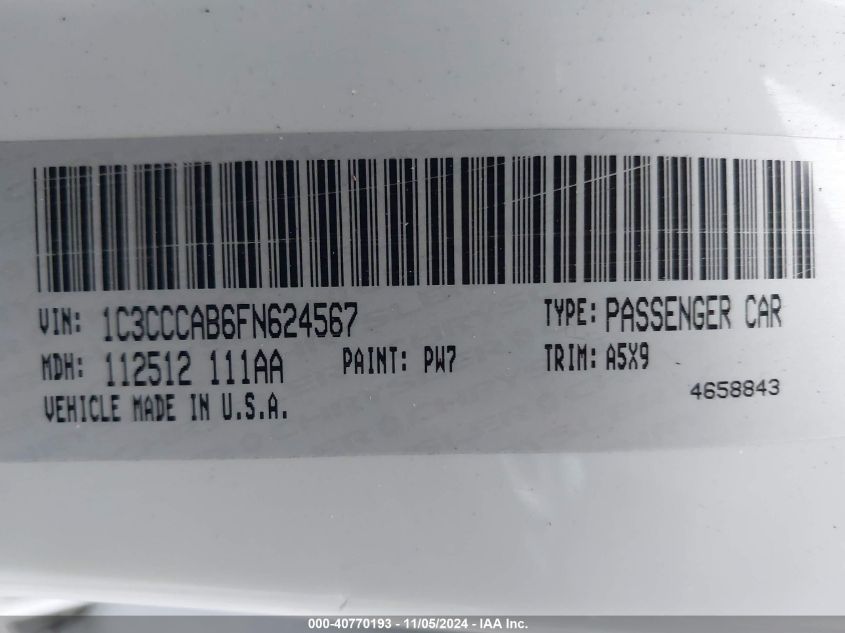 VIN: 1C3CCCAB6FN624567 TYPE: PASSENGER CAR
MDH: 112512 111AA PAINT: PW7 TRIM: A5X9
VEHICLE MADE IN U.S.A. 4658843
000-40770193 - 11/05/2024 - IAA Inc.